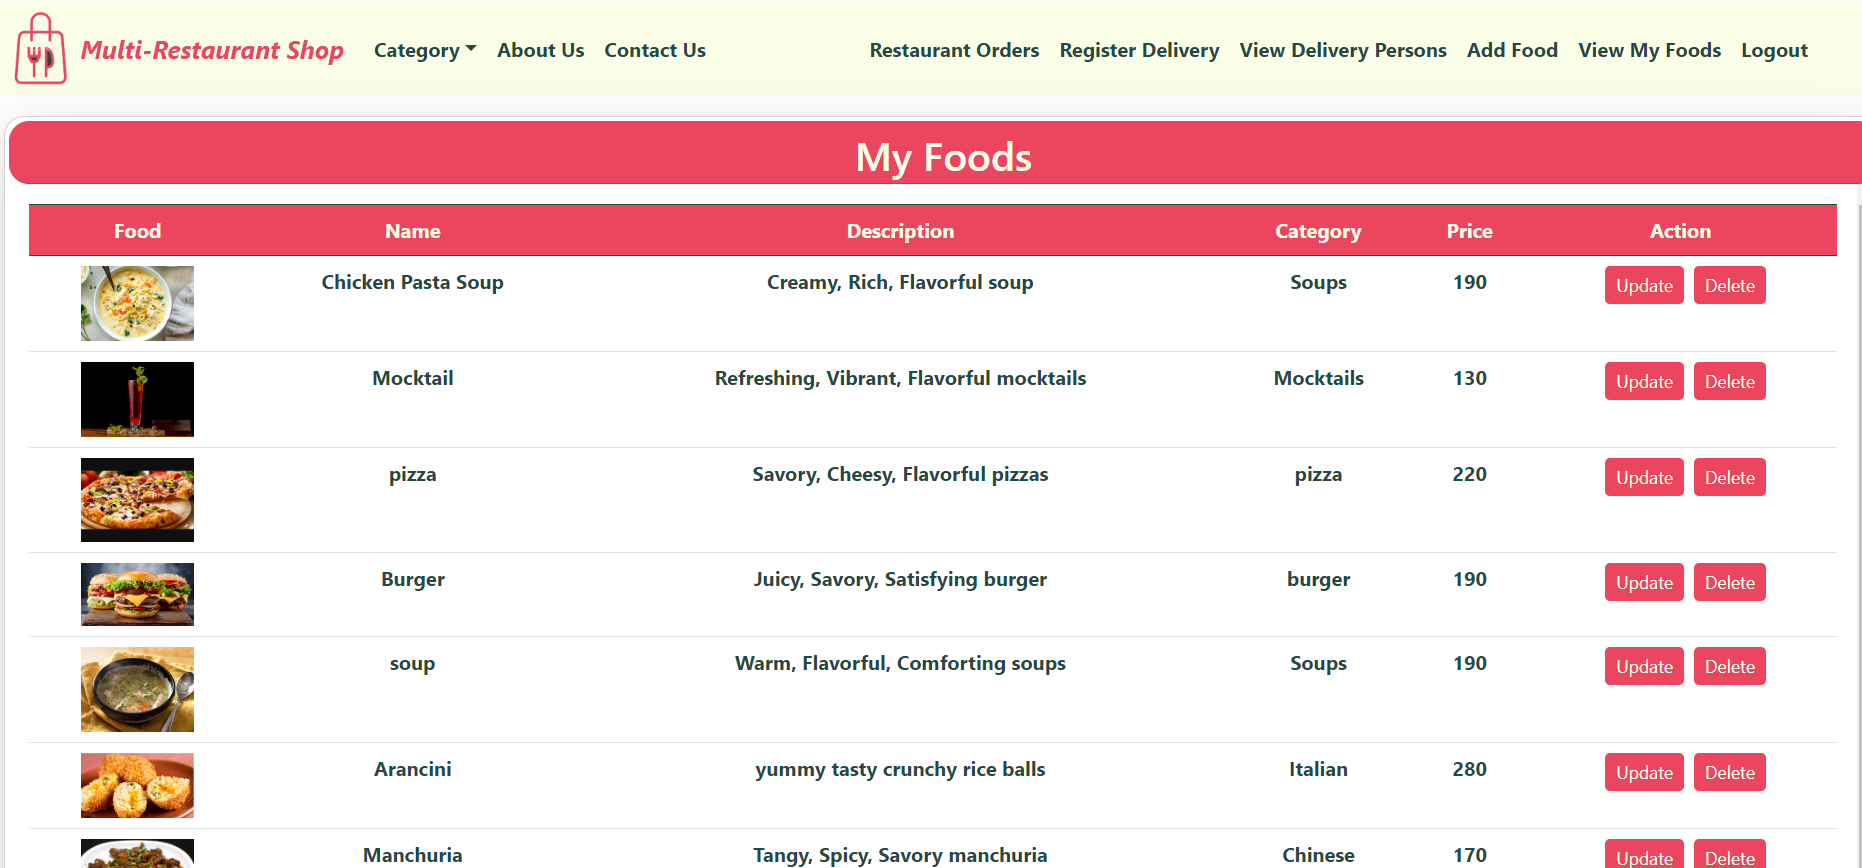 Multi-Restaurant Shop Category About Us Contact Us Restaurant Orders Register Delivery View Delivery Persons Add Food View My Foods Logout
My Foods
Food Name Description Category Price Action
Chicken Pasta Soup Creamy, Rich, Flavorful soup Soups 190 Update Delete
Mocktail Refreshing, Vibrant, Flavorful mocktails Mocktails 130 Update Delete
pizza Savory, Cheesy, Flavorful pizzas pizza 220 Update Delete
Burger Juicy, Savory, Satisfying burger burger 190 Update Delete
soup Warm, Flavorful, Comforting soups Soups 190 Update Delete
Arancini yummy tasty crunchy rice balls Italian 280 Update Delete
Manchuria Tangy, Spicy, Savory manchuria Chinese 170 Update Delete